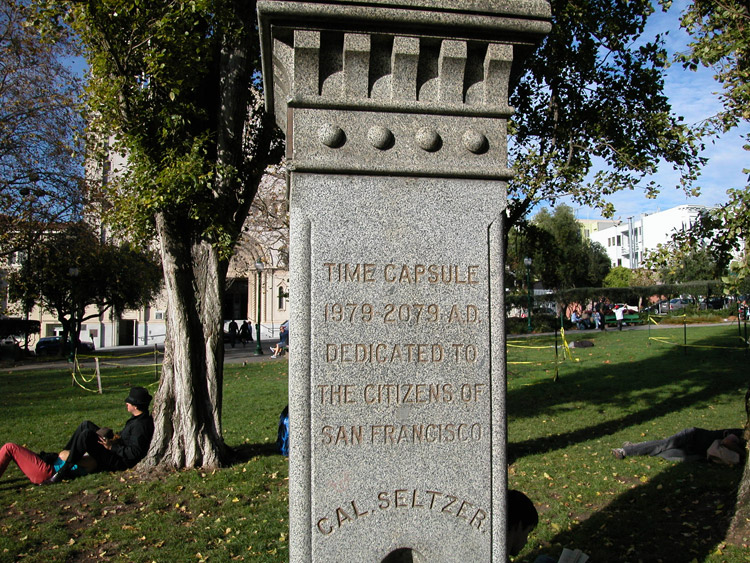 TIME CAPSULE
1979-2079 A.D.
DEDICATED TO
THE CITIZENS OF
SAN FRANCISCO
CAL. SELTZER.